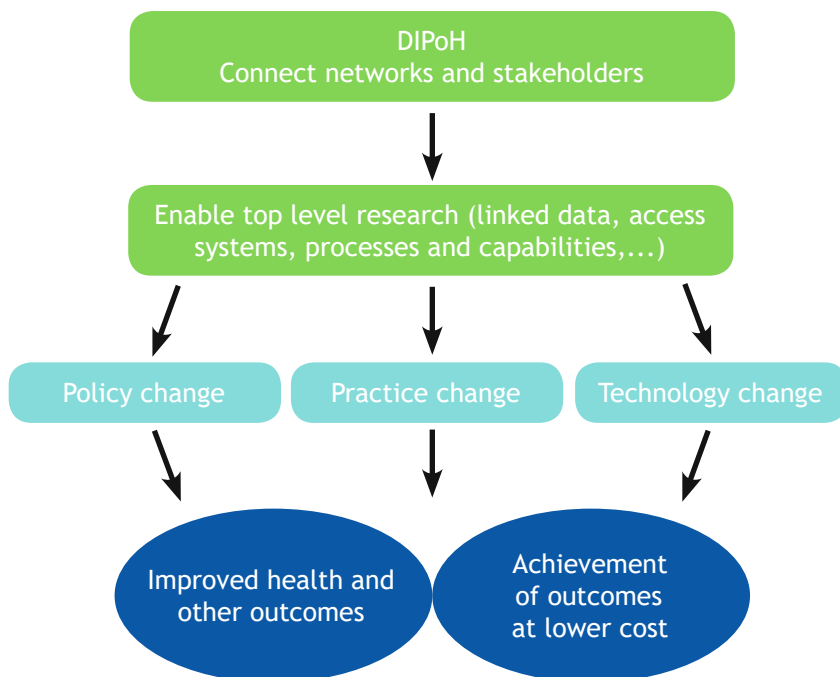 DIPoH
Connect networks and stakeholders
Enable top level research (linked data, access
systems, processes and capabilities,...)
Policy change
Practice change
Technology change
Improved health and
other outcomes
Achievement
of outcomes
at lower cost